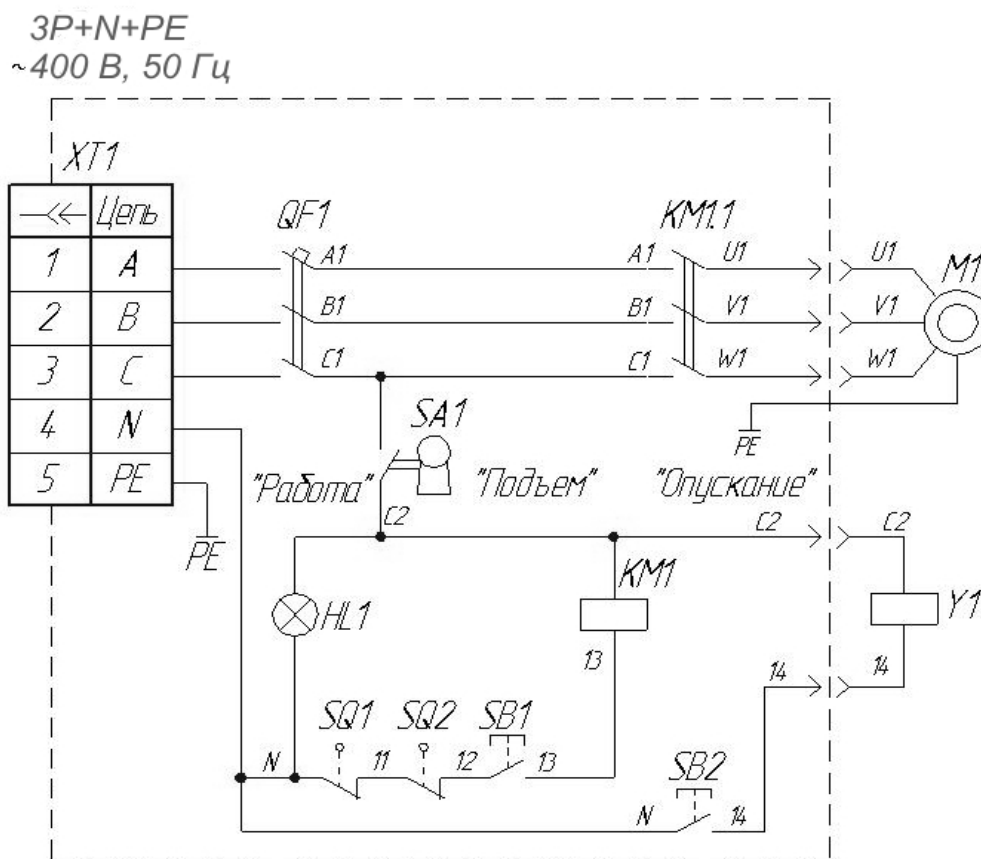 3P+N+PE
~400 В, 50 Гц
XT1
Цепь
QF1
KM1.1
1 A
A1
A1
U1
U1
M1
2 B
B1
B1
V1
V1
3 C
C1
C1
W1
W1
4 N
SA1
PE
5 PE
"Работа"
"Подъем"
"Опускание"
C2
C2
C2
PE
KM1
HL1
Y1
13
14
14
SQ1
SQ2
SB1
N
11
12
13
SB2
N
14